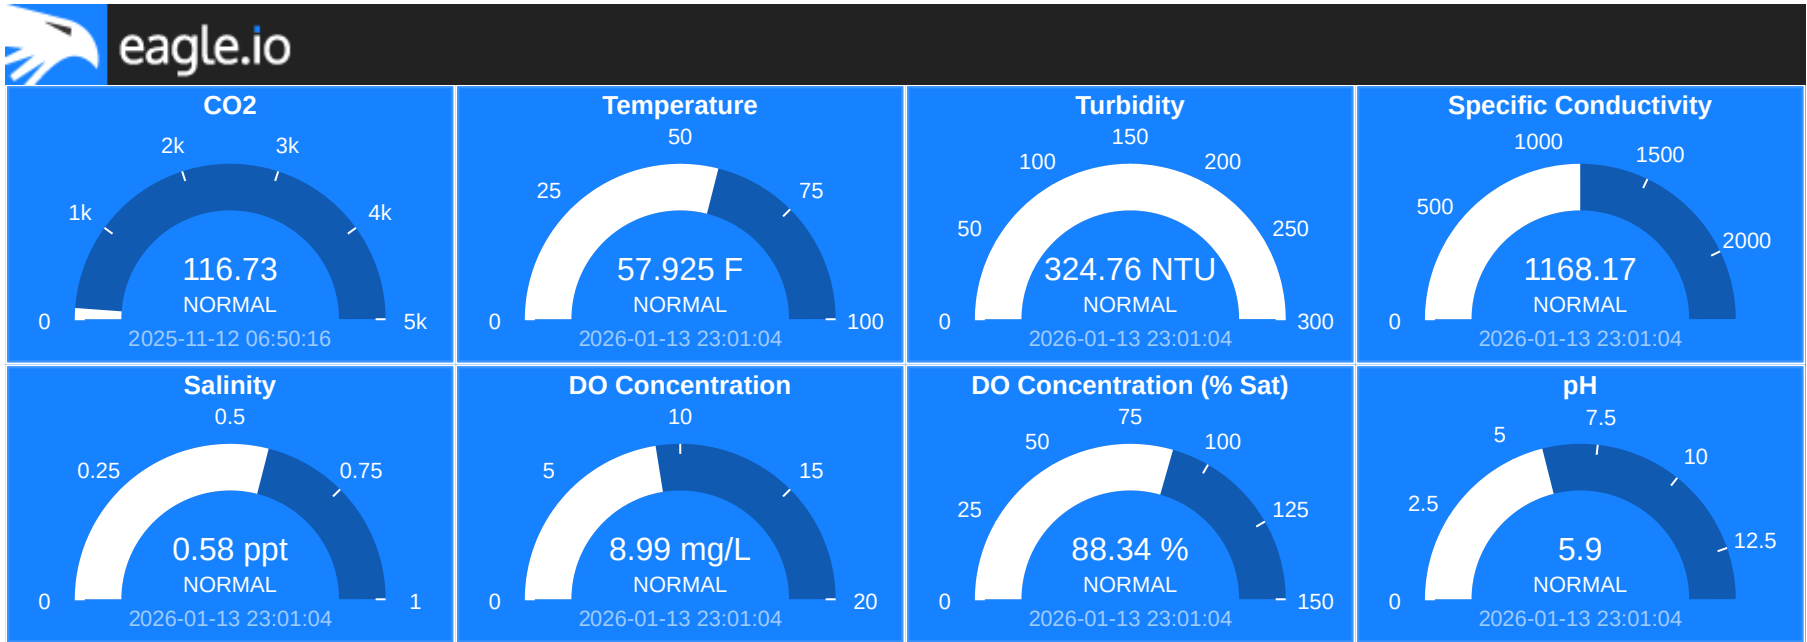 eagle.io
CO2
2k 3k
1k 4k
116.73
NORMAL
0 5k
2025-11-12 06:50:16
Temperature
50
25 75
57.925 F
NORMAL
0 100
2026-01-13 23:01:04
Turbidity
150
100 200
50 250
324.76 NTU
NORMAL
0 300
2026-01-13 23:01:04
Specific Conductivity
1000 1500
500 2000
1168.17
NORMAL
0
2026-01-13 23:01:04
Salinity
0.5
0.25 0.75
0.58 ppt
NORMAL
0 1
2026-01-13 23:01:04
DO Concentration
10
5 15
8.99 mg/L
NORMAL
0 20
2026-01-13 23:01:04
DO Concentration (% Sat)
75
50 100
25 125
88.34 %
NORMAL
0 150
2026-01-13 23:01:04
pH
7.5
5 10
2.5 12.5
5.9
NORMAL
0
2026-01-13 23:01:04